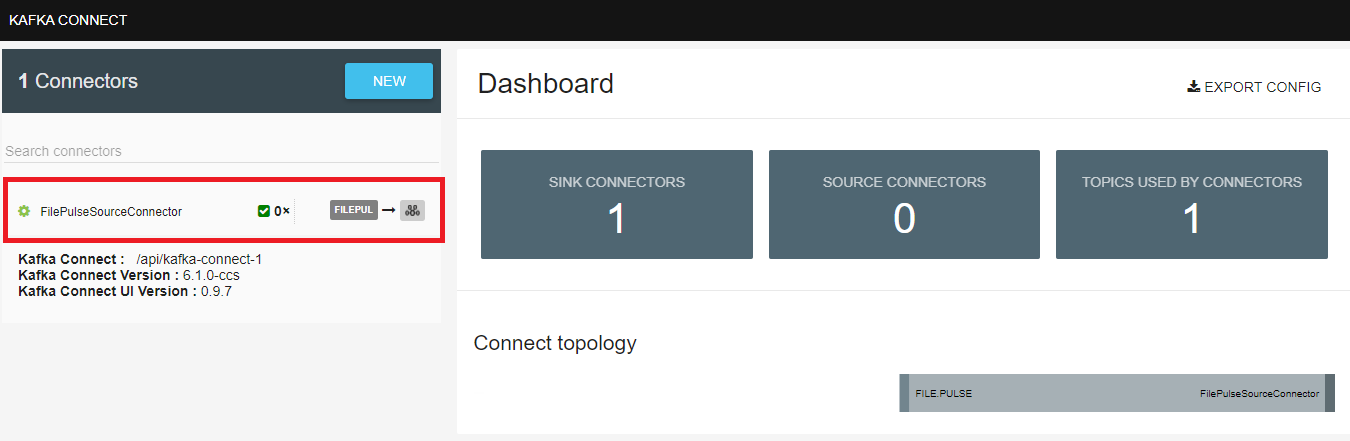 KAFKA CONNECT
1 Connectors
NEW
Search connectors
FilePulseSourceConnector
0×
FILEPUL
Kafka Connect : /api/kafka-connect-1
Kafka Connect Version : 6.1.0-ccs
Kafka Connect UI Version : 0.9.7
Dashboard
EXPORT CONFIG
SINK CONNECTORS
1
SOURCE CONNECTORS
0
TOPICS USED BY CONNECTORS
1
Connect topology
FILE.PULSE
FilePulseSourceConnector